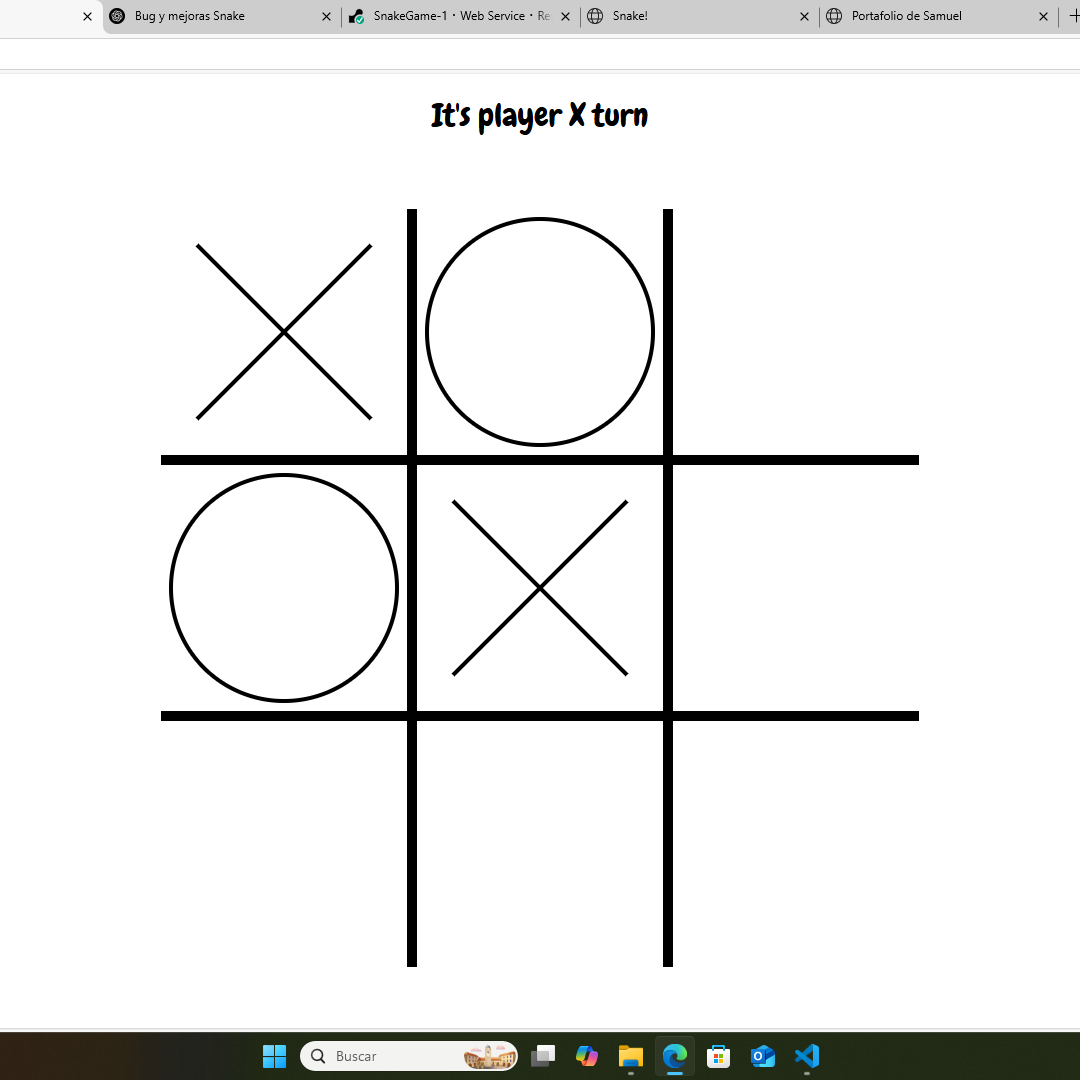 Bug y mejoras Snake
SnakeGame-1 · Web Service · Re
Snake!
Portafolio de Samuel
It's player X turn
Buscar